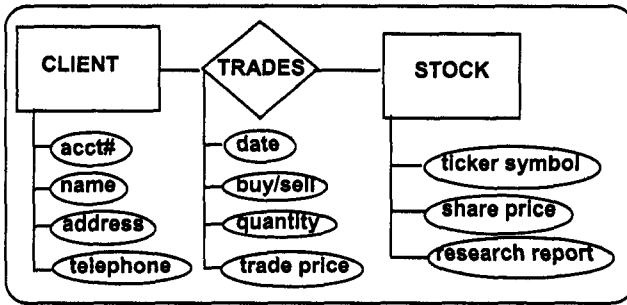 CLIENT
TRADES
STOCK
acct#
name
address
telephone
date
buy/sell
quantity
trade price
ticker symbol
share price
research report